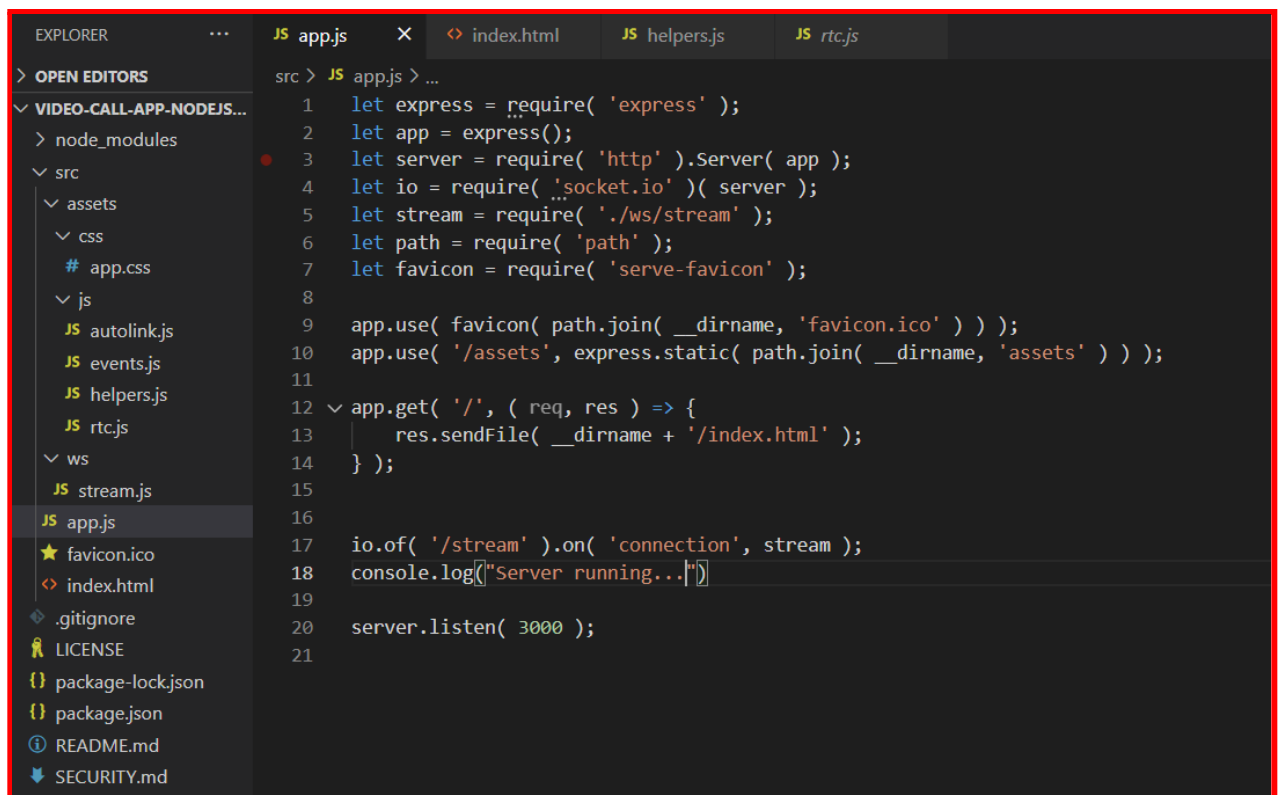 EXPLORER ...
OPEN EDITORS
VIDEO-CALL-APP-NODEJS...
node_modules
src
assets
css
# app.css
js
JS autolink.js
JS events.js
JS helpers.js
JS rtc.js
ws
JS stream.js
JS app.js
favicon.ico
<> index.html
.gitignore
LICENSE
{} package-lock.json
{} package.json
README.md
SECURITY.md
JS app.js × <> index.html JS helpers.js JS rtc.js
src > JS app.js > ...
1 let express = require( 'express' );
2 let app = express();
3 let server = require( 'http' ).Server( app );
4 let io = require( 'socket.io' )( server );
5 let stream = require( './ws/stream' );
6 let path = require( 'path' );
7 let favicon = require( 'serve-favicon' );
8
9 app.use( favicon( path.join( __dirname, 'favicon.ico' ) ) );
10 app.use( '/assets', express.static( path.join( __dirname, 'assets' ) ) );
11
12 app.get( '/', ( req, res ) => {
13     res.sendFile( __dirname + '/index.html' );
14 } );
15
16
17 io.of( '/stream' ).on( 'connection', stream );
18 console.log("Server running...")
19
20 server.listen( 3000 );
21